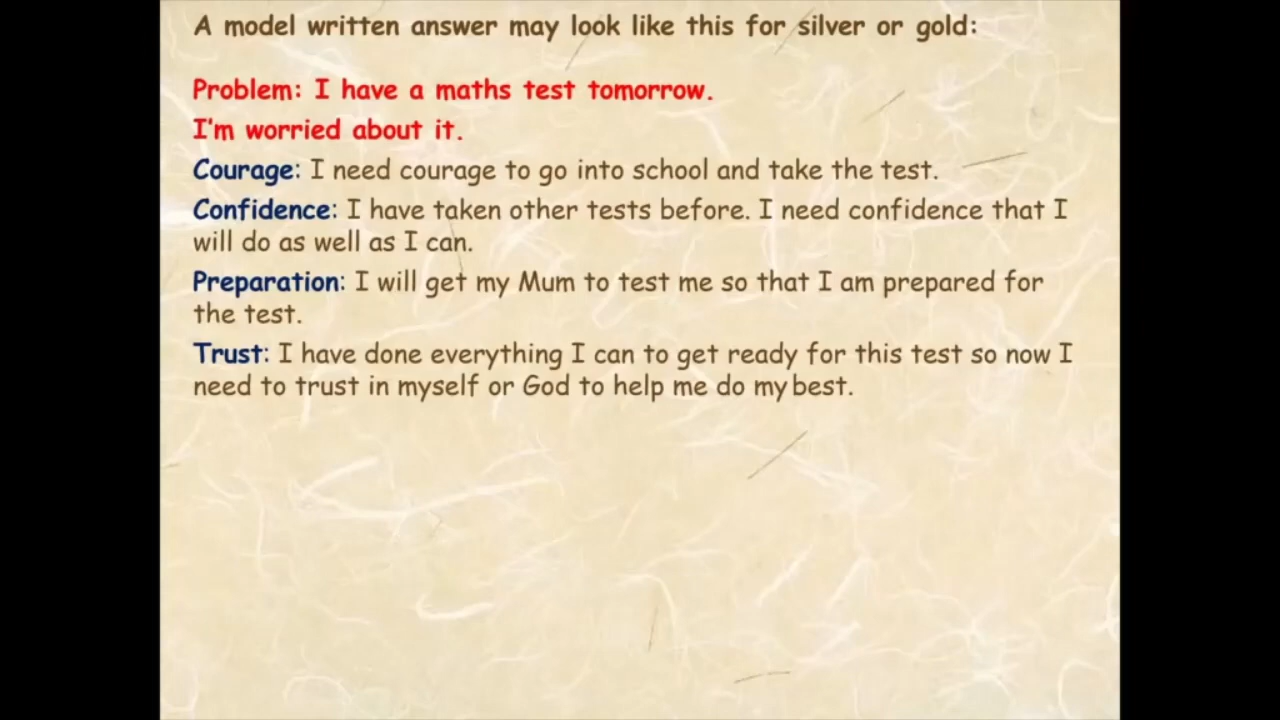 A model written answer may look like this for silver or gold:
Problem: I have a maths test tomorrow.
I'm worried about it.
Courage: I need courage to go into school and take the test.
Confidence: I have taken other tests before. I need confidence that I
will do as well as I can.
Preparation: I will get my Mum to test me so that I am prepared for
the test.
Trust: I have done everything I can to get ready for this test so now I
need to trust in myself or God to help me do my best.